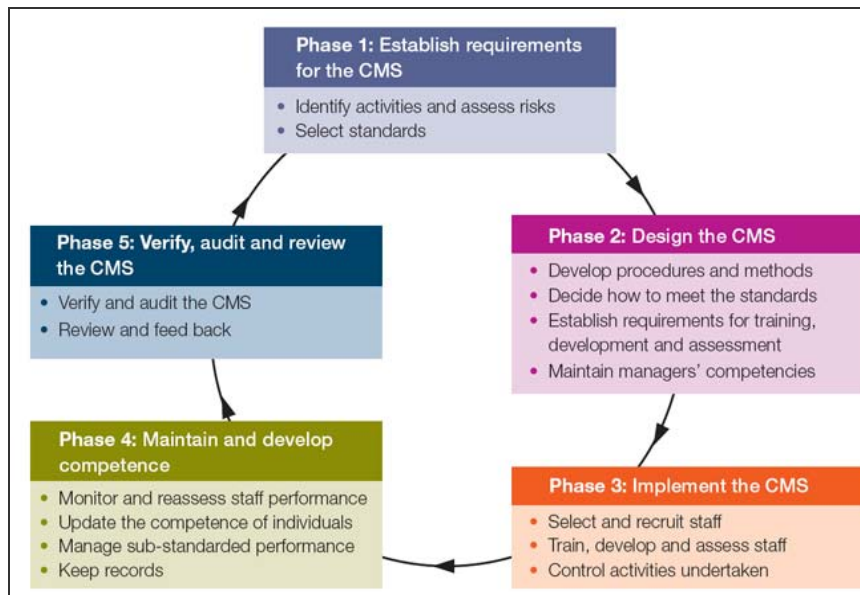 Phase 1: Establish requirements
for the CMS
• Identify activities and assess risks
• Select standards
Phase 2: Design the CMS
• Develop procedures and methods
• Decide how to meet the standards
• Establish requirements for training,
development and assessment
• Maintain managers' competencies
Phase 3: Implement the CMS
• Select and recruit staff
• Train, develop and assess staff
• Control activities undertaken
Phase 4: Maintain and develop
competence
• Monitor and reassess staff performance
• Update the competence of individuals
• Manage sub-standarded performance
• Keep records
Phase 5: Verify, audit and review
the CMS
• Verify and audit the CMS
• Review and feed back